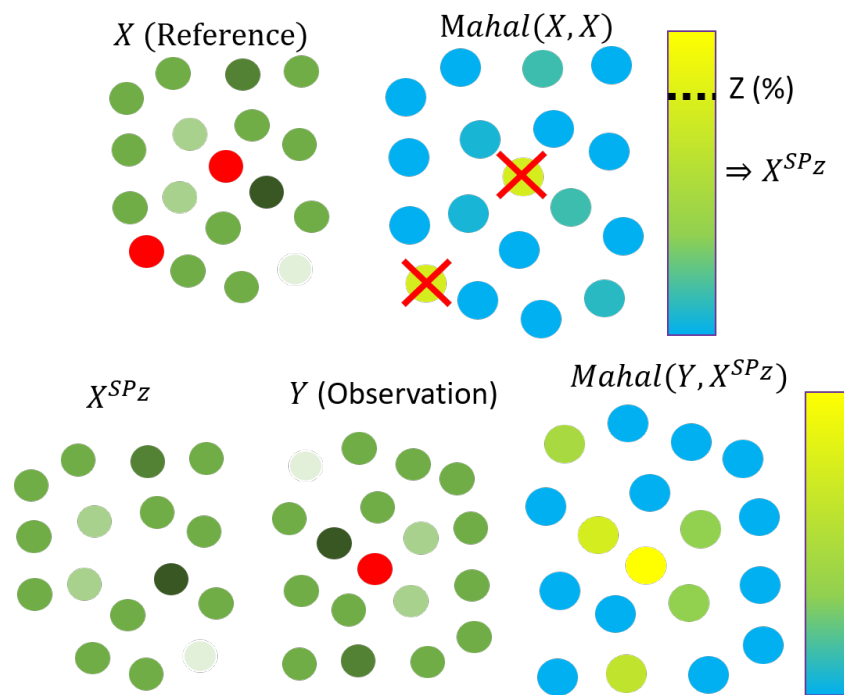 X (Reference)
Mahal(X, X)
Z (%)
⇒ X^{SPz}
X^{SPz}
Y (Observation)
Mahal(Y, X^{SPz})